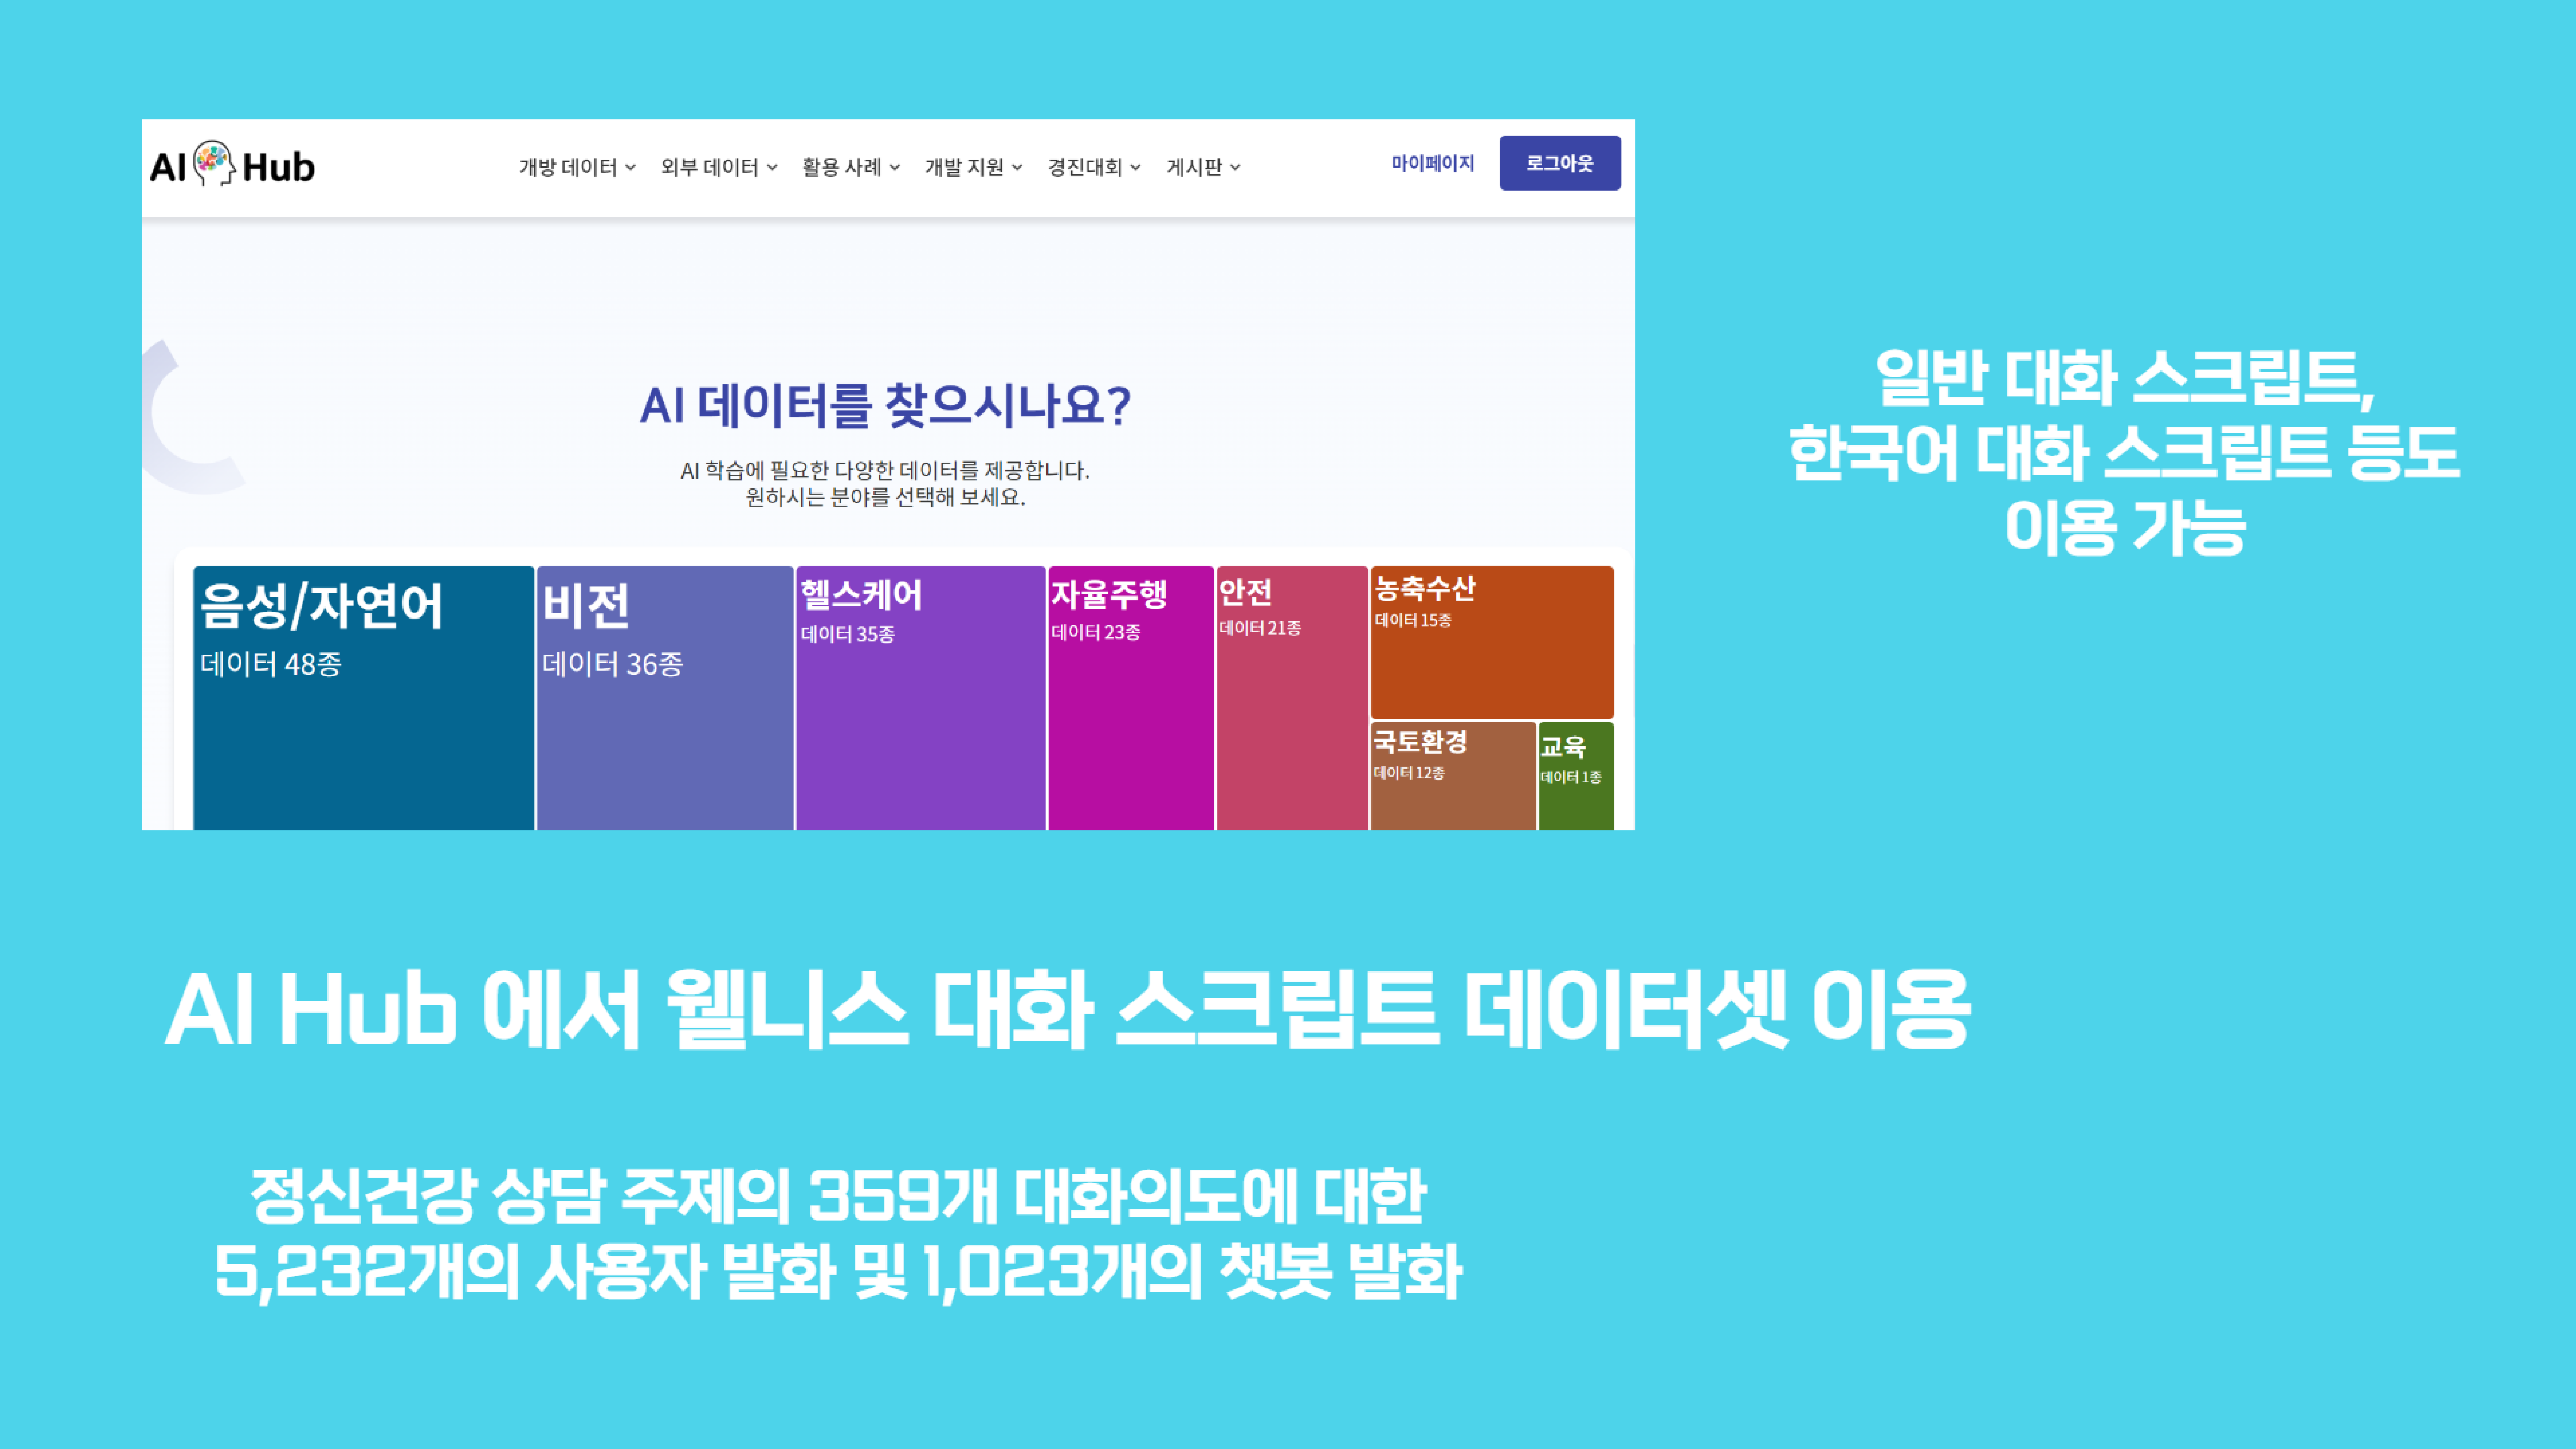 AI Hub
개방 데이터 외부 데이터 활용 사례 개발 지원 경진대회 게시판
마이페이지 로그아웃
AI 데이터를 찾으시나요?
AI 학습에 필요한 다양한 데이터를 제공합니다.
원하시는 분야를 선택해 보세요.
음성/자연어
데이터 48종
비전
데이터 36종
헬스케어
데이터 35종
자율주행
데이터 23종
안전
데이터 21종
농축수산
데이터 15종
국토환경
데이터 12종
교육
데이터 1종
일반 대화 스크립트,
한국어 대화 스크립트 등도
이용 가능
AI Hub 에서 웰니스 대화 스크립트 데이터셋 이용
정신건강 상담 주제의 359개 대화의도에 대한
5,232개의 사용자 발화 및 1,023개의 챗봇 발화